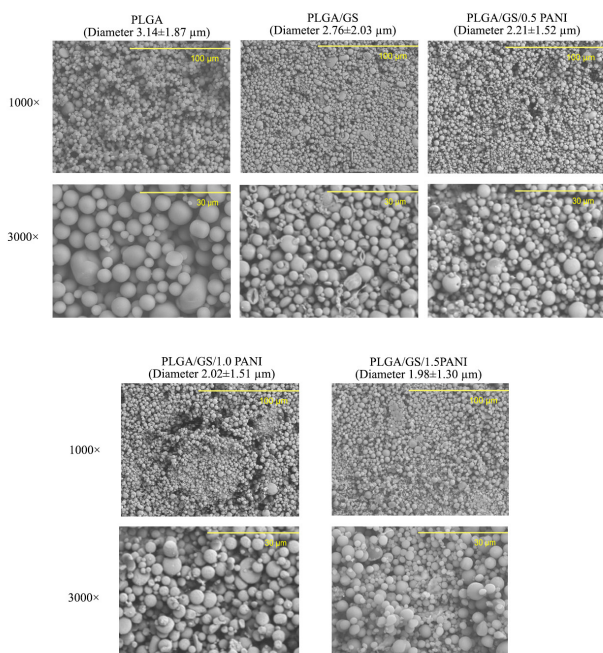 PLGA
(Diameter 3.14±1.87 µm)
PLGA/GS
(Diameter 2.76±2.03 µm)
PLGA/GS/0.5 PANI
(Diameter 2.21±1.52 µm)
1000×
100 µm
100 µm
100 µm
3000×
30 µm
30 µm
30 µm
PLGA/GS/1.0 PANI
(Diameter 2.02±1.51 µm)
PLGA/GS/1.5PANI
(Diameter 1.98±1.30 µm)
1000×
100 µm
100 µm
3000×
30 µm
30 µm